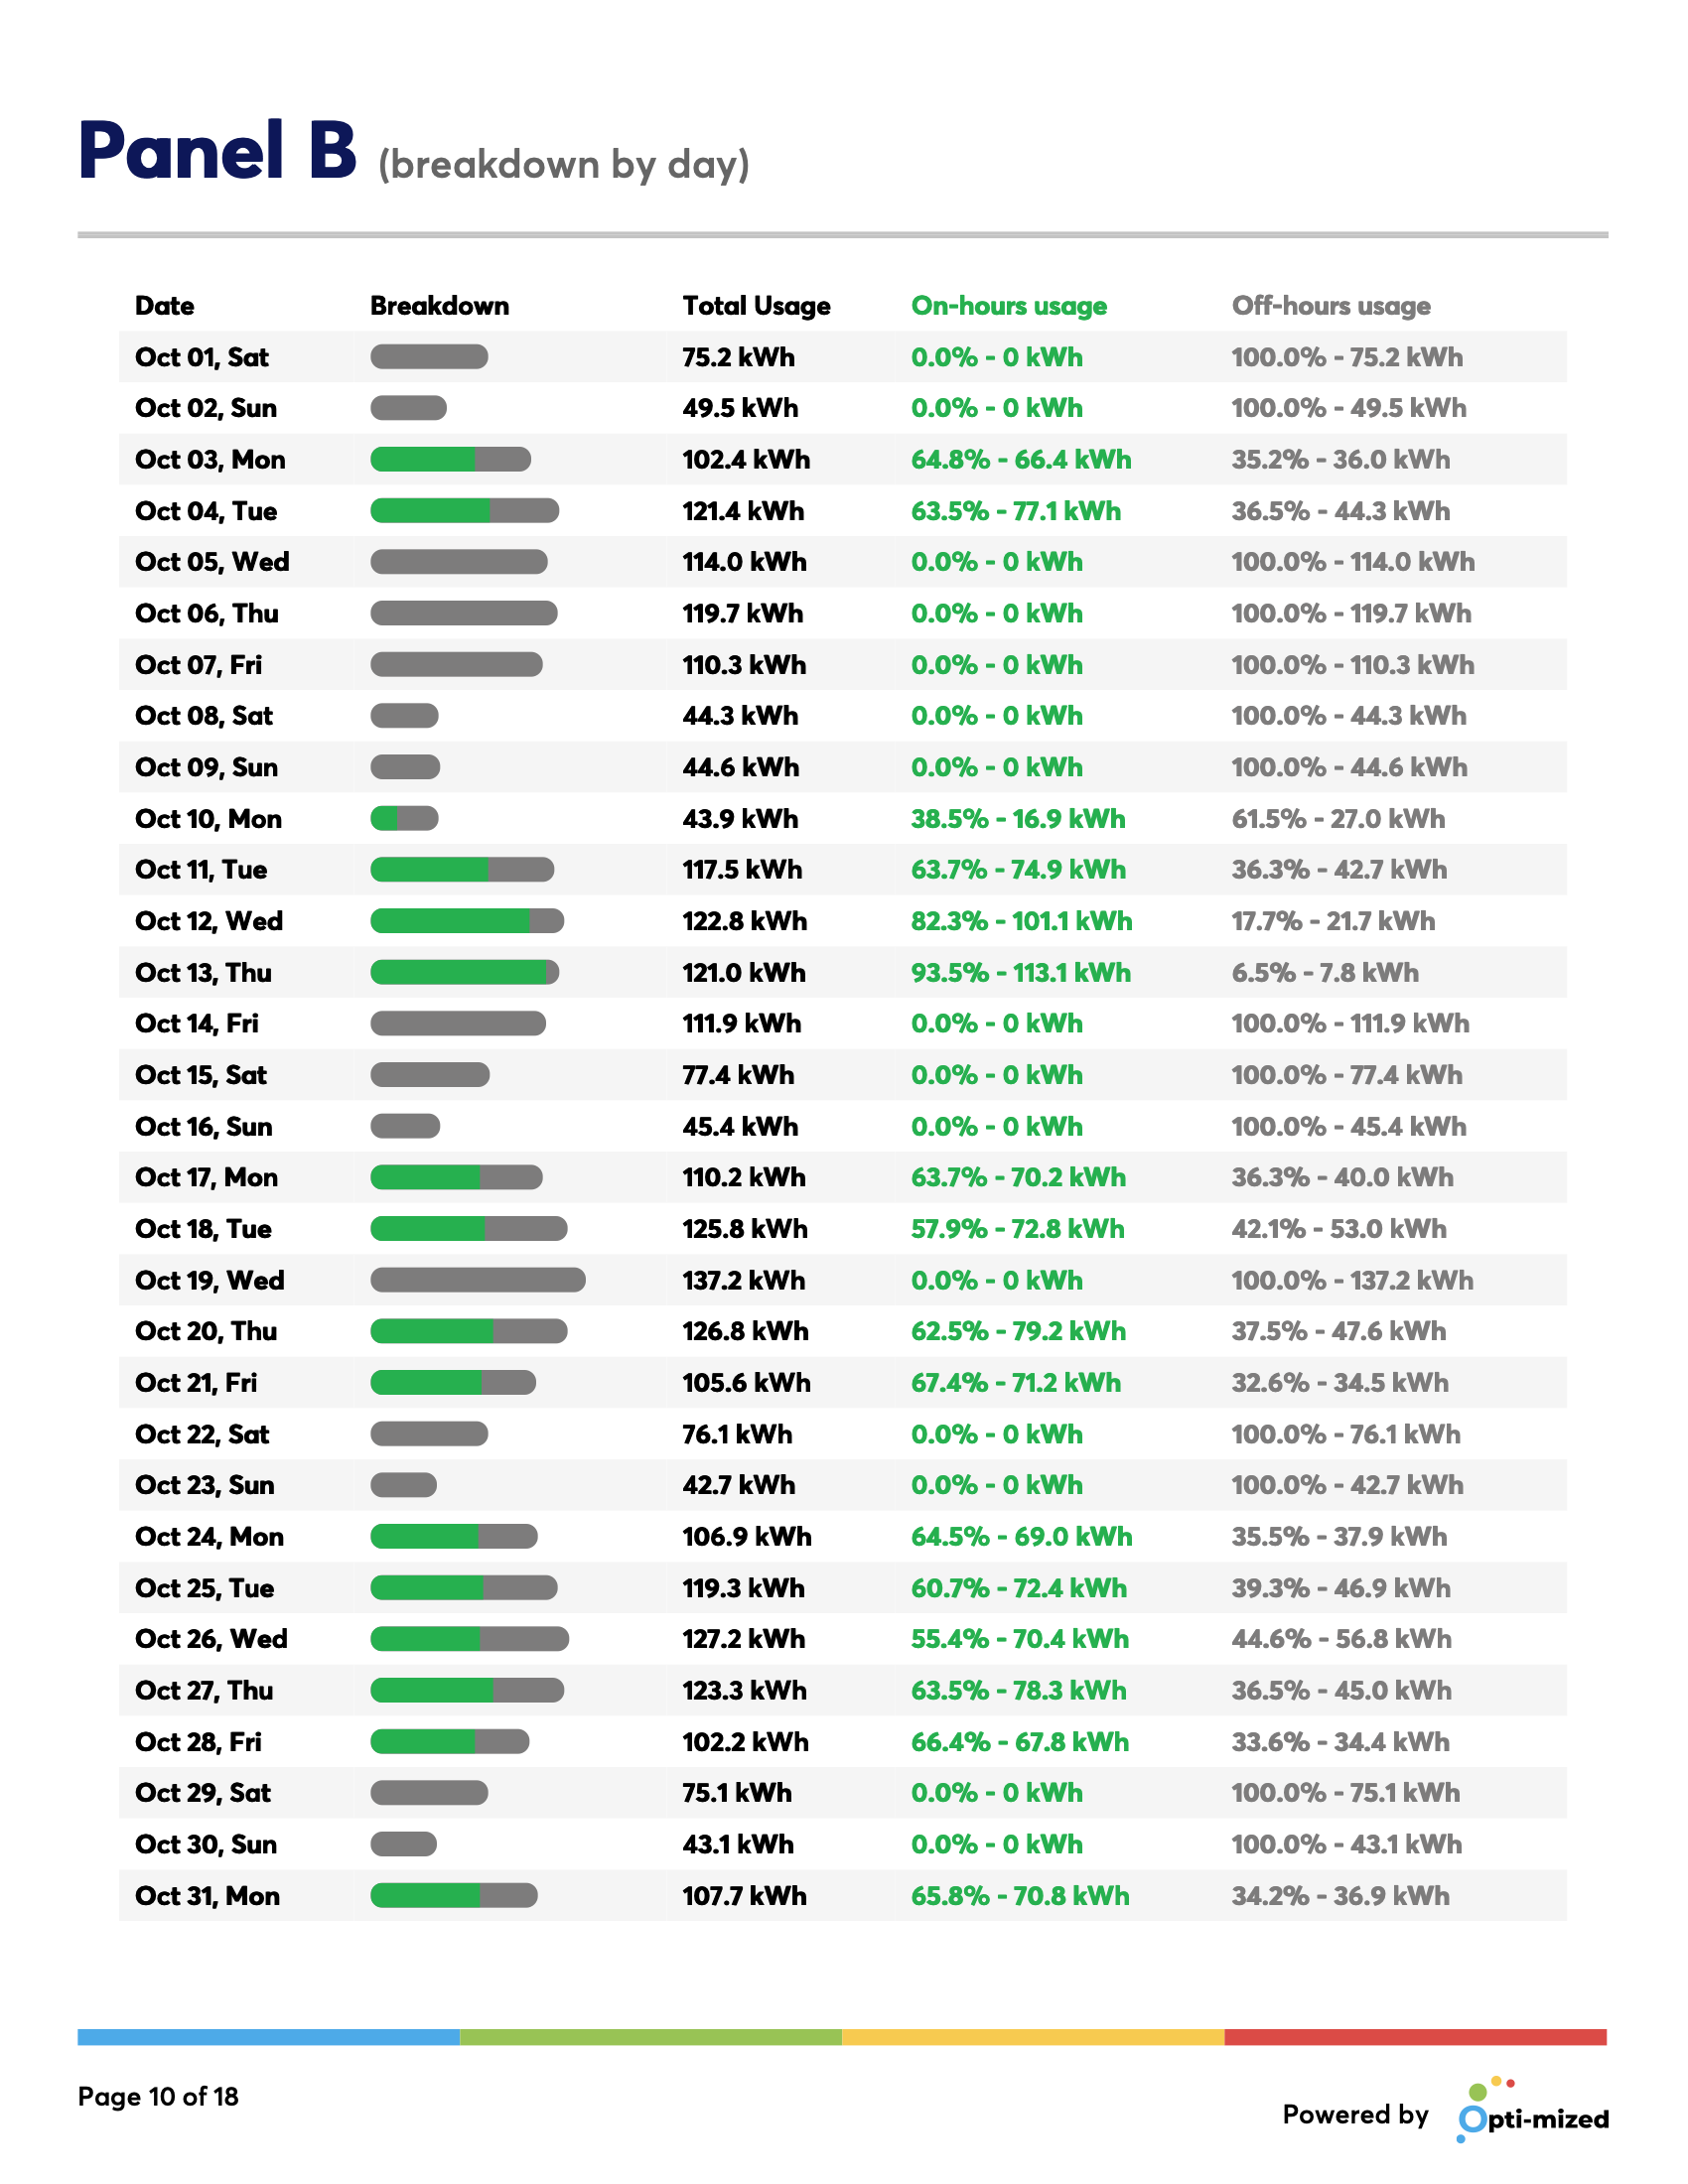 Panel B (breakdown by day)
Date Breakdown Total Usage On-hours usage Off-hours usage
Oct 01, Sat 75.2 kWh 0.0% - 0 kWh 100.0% - 75.2 kWh
Oct 02, Sun 49.5 kWh 0.0% - 0 kWh 100.0% - 49.5 kWh
Oct 03, Mon 102.4 kWh 64.8% - 66.4 kWh 35.2% - 36.0 kWh
Oct 04, Tue 121.4 kWh 63.5% - 77.1 kWh 36.5% - 44.3 kWh
Oct 05, Wed 114.0 kWh 0.0% - 0 kWh 100.0% - 114.0 kWh
Oct 06, Thu 119.7 kWh 0.0% - 0 kWh 100.0% - 119.7 kWh
Oct 07, Fri 110.3 kWh 0.0% - 0 kWh 100.0% - 110.3 kWh
Oct 08, Sat 44.3 kWh 0.0% - 0 kWh 100.0% - 44.3 kWh
Oct 09, Sun 44.6 kWh 0.0% - 0 kWh 100.0% - 44.6 kWh
Oct 10, Mon 43.9 kWh 38.5% - 16.9 kWh 61.5% - 27.0 kWh
Oct 11, Tue 117.5 kWh 63.7% - 74.9 kWh 36.3% - 42.7 kWh
Oct 12, Wed 122.8 kWh 82.3% - 101.1 kWh 17.7% - 21.7 kWh
Oct 13, Thu 121.0 kWh 93.5% - 113.1 kWh 6.5% - 7.8 kWh
Oct 14, Fri 111.9 kWh 0.0% - 0 kWh 100.0% - 111.9 kWh
Oct 15, Sat 77.4 kWh 0.0% - 0 kWh 100.0% - 77.4 kWh
Oct 16, Sun 45.4 kWh 0.0% - 0 kWh 100.0% - 45.4 kWh
Oct 17, Mon 110.2 kWh 63.7% - 70.2 kWh 36.3% - 40.0 kWh
Oct 18, Tue 125.8 kWh 57.9% - 72.8 kWh 42.1% - 53.0 kWh
Oct 19, Wed 137.2 kWh 0.0% - 0 kWh 100.0% - 137.2 kWh
Oct 20, Thu 126.8 kWh 62.5% - 79.2 kWh 37.5% - 47.6 kWh
Oct 21, Fri 105.6 kWh 67.4% - 71.2 kWh 32.6% - 34.5 kWh
Oct 22, Sat 76.1 kWh 0.0% - 0 kWh 100.0% - 76.1 kWh
Oct 23, Sun 42.7 kWh 0.0% - 0 kWh 100.0% - 42.7 kWh
Oct 24, Mon 106.9 kWh 64.5% - 69.0 kWh 35.5% - 37.9 kWh
Oct 25, Tue 119.3 kWh 60.7% - 72.4 kWh 39.3% - 46.9 kWh
Oct 26, Wed 127.2 kWh 55.4% - 70.4 kWh 44.6% - 56.8 kWh
Oct 27, Thu 123.3 kWh 63.5% - 78.3 kWh 36.5% - 45.0 kWh
Oct 28, Fri 102.2 kWh 66.4% - 67.8 kWh 33.6% - 34.4 kWh
Oct 29, Sat 75.1 kWh 0.0% - 0 kWh 100.0% - 75.1 kWh
Oct 30, Sun 43.1 kWh 0.0% - 0 kWh 100.0% - 43.1 kWh
Oct 31, Mon 107.7 kWh 65.8% - 70.8 kWh 34.2% - 36.9 kWh
Page 10 of 18
Powered by Opti-mized